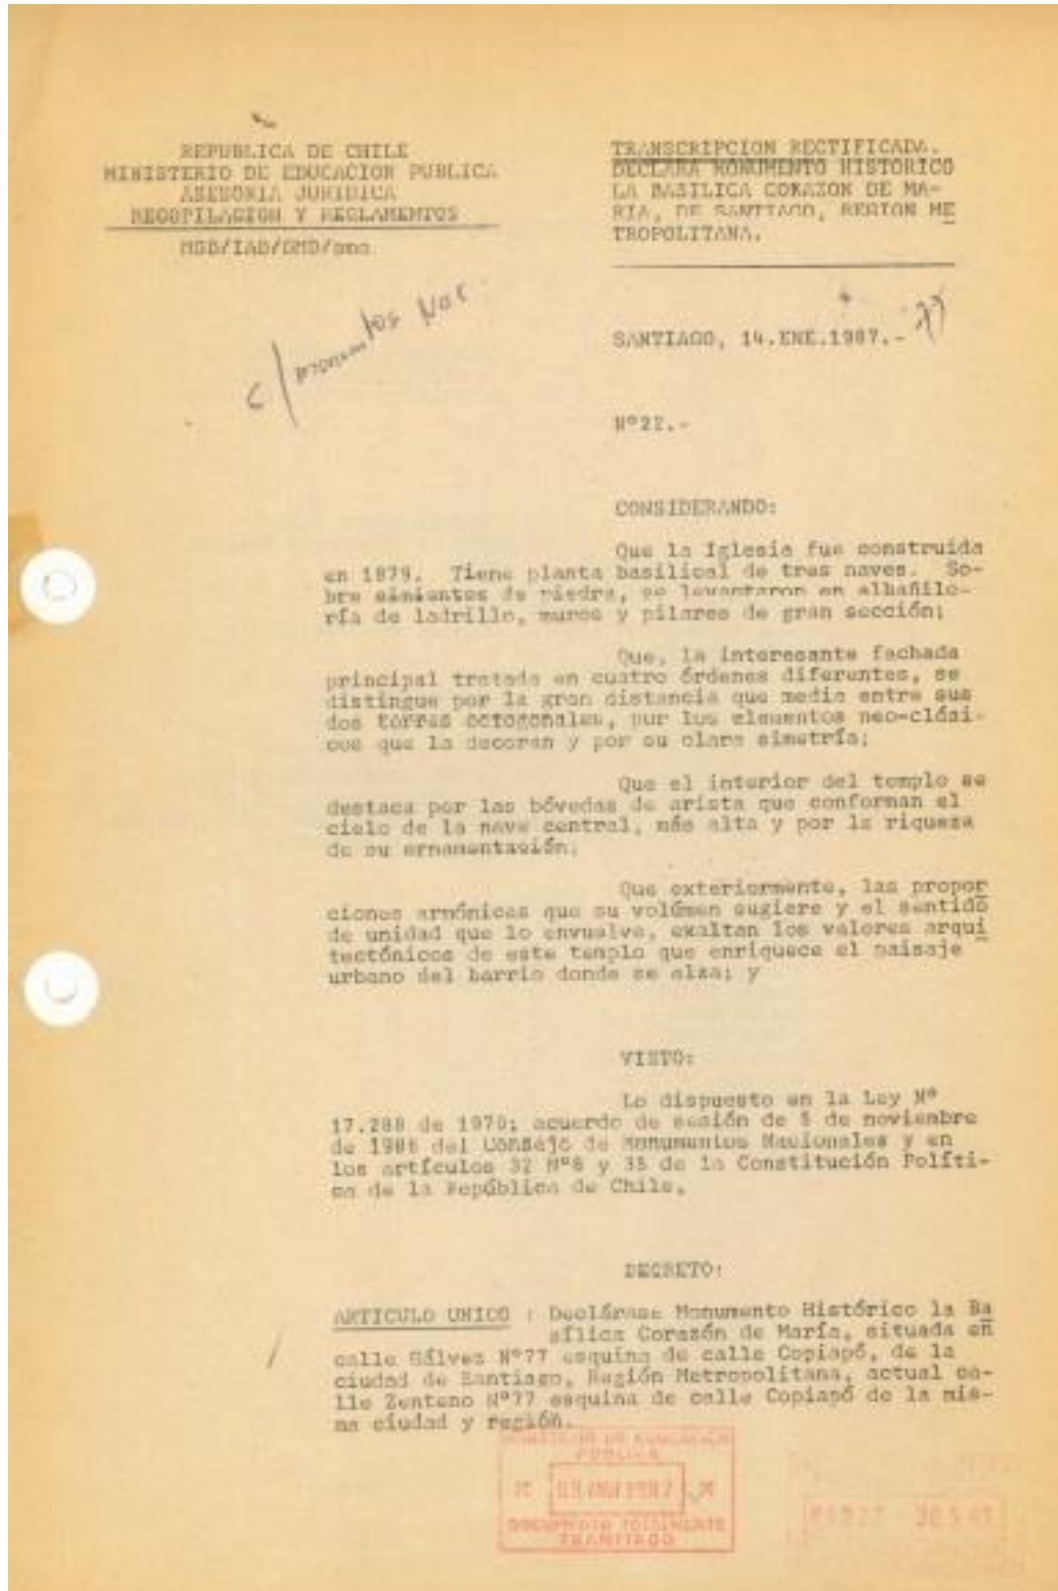 REPUBLICA DE CHILE
MINISTERIO DE EDUCACION PUBLICA
ASESORIA JURIDICA
RECOPILACION Y RECLAMENTOS
TRANSCRIPCION RECTIFICADA.
DECLARA MONUMENTO HISTORICO
LA BASILICA CORAZON DE MA-
RIA, DE SANTIAGO, REGION ME
TROPOLITANA.
SANTIAGO, 14.ENE.1987.-
Nº22.-
CONSIDERANDO:
Que la Iglesia fue construida
en 1879. Tiene planta basilical de tres naves. So-
bre cimientos de piedra, se levantaron en albañile-
ría de ladrillo, muros y pilares de gran sección;
Que, la interesante fachada
principal tratada en cuatro órdenes diferentes, se
distingue por la gran distancia que media entre sus
dos torres octogonales, por los elementos neo-clási-
cos que la decoran y por su clara simetría;
Que el interior del templo se
destaca por las bóvedas de arista que conforman el
cielo de la nave central, más alta y por la riqueza
de su ornamentación;
Que exteriormente, las propor
ciones armónicas que su volúmen sugiere y el sentido
de unidad que lo envuelve, exaltan los valores arqui
tectónicos de este templo que enriquece el paisaje
urbano del barrio donde se alza; y
VISTO:
Lo dispuesto en la Ley Nº
17.288 de 1970; acuerdo de sesión de 5 de noviembre
de 1986 del Consejo de Monumentos Nacionales y en
los artículos 32 Nº8 y 35 de la Constitución Políti-
ca de la República de Chile,
DECRETO:
ARTICULO UNICO : Declárase Monumento Histórico la Ba
sílica Corazón de María, situada en
calle Gálvez Nº77 esquina de calle Copiapó, de la
ciudad de Santiago, Región Metropolitana, actual ca-
lle Zenteno Nº77 esquina de calle Copiapó de la mis-
ma ciudad y región.
MINISTERIO DE EDUCACION
PUBLICA
DOCUMENTO TOTALMENTE
TRAMITADO